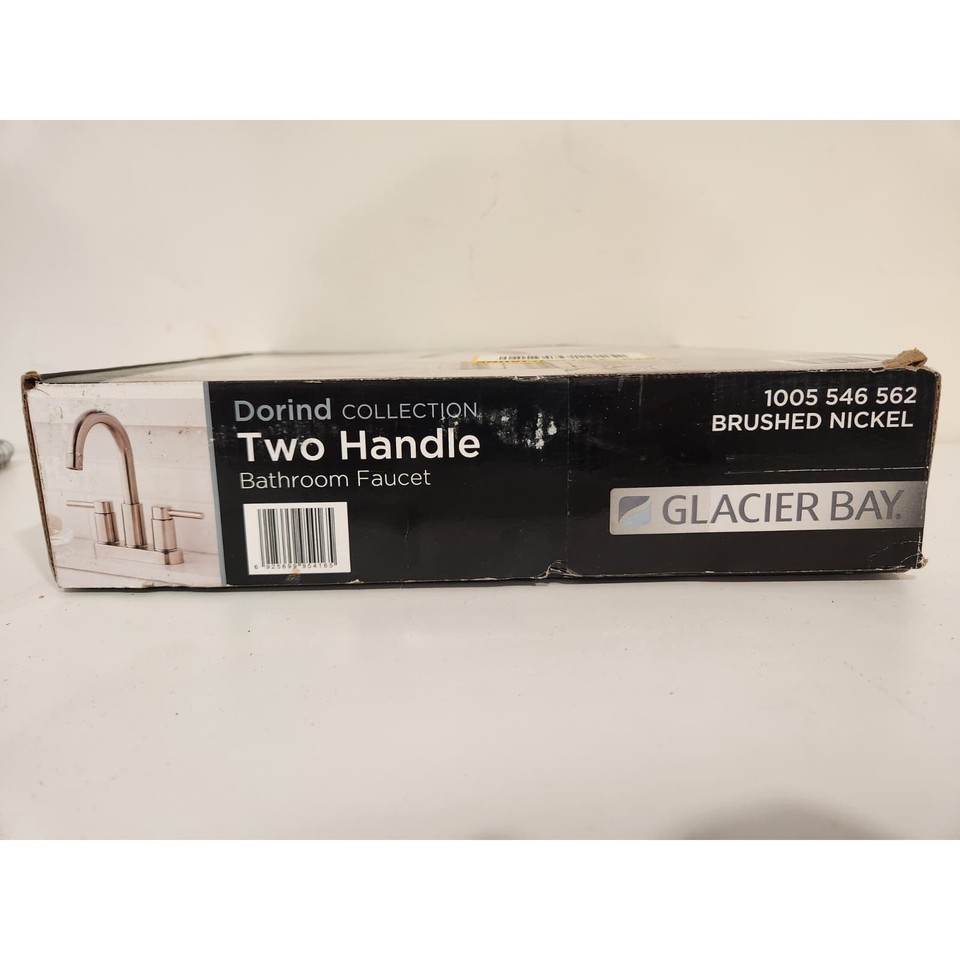 Dorind COLLECTION
Two Handle
Bathroom Faucet
1005 546 562
BRUSHED NICKEL
GLACIER BAY.